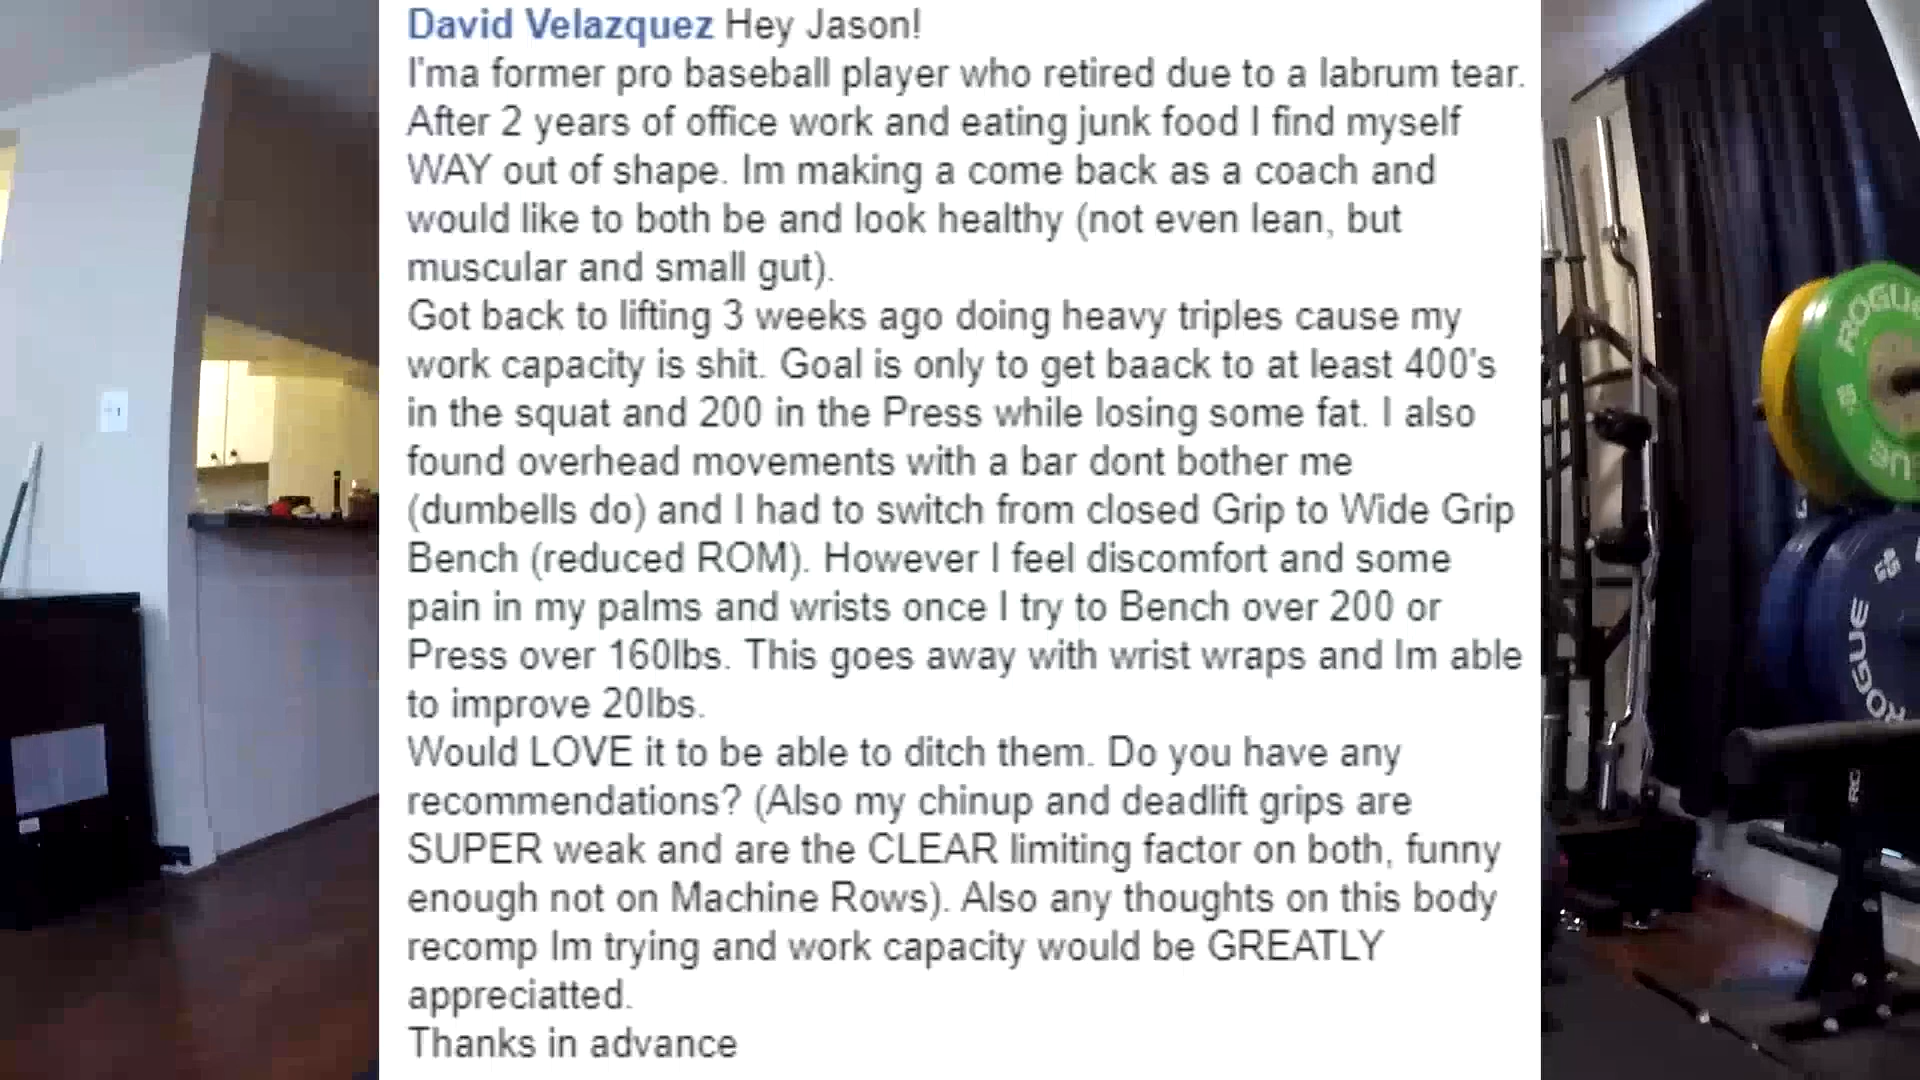 David Velazquez Hey Jason!
I'ma former pro baseball player who retired due to a labrum tear.
After 2 years of office work and eating junk food I find myself
WAY out of shape. Im making a come back as a coach and
would like to both be and look healthy (not even lean, but
muscular and small gut).
Got back to lifting 3 weeks ago doing heavy triples cause my
work capacity is shit. Goal is only to get baack to at least 400's
in the squat and 200 in the Press while losing some fat. I also
found overhead movements with a bar dont bother me
(dumbells do) and I had to switch from closed Grip to Wide Grip
Bench (reduced ROM). However I feel discomfort and some
pain in my palms and wrists once I try to Bench over 200 or
Press over 160lbs. This goes away with wrist wraps and Im able
to improve 20lbs.
Would LOVE it to be able to ditch them. Do you have any
recommendations? (Also my chinup and deadlift grips are
SUPER weak and are the CLEAR limiting factor on both, funny
enough not on Machine Rows). Also any thoughts on this body
recomp Im trying and work capacity would be GREATLY
appreciatted.
Thanks in advance
ROGUE